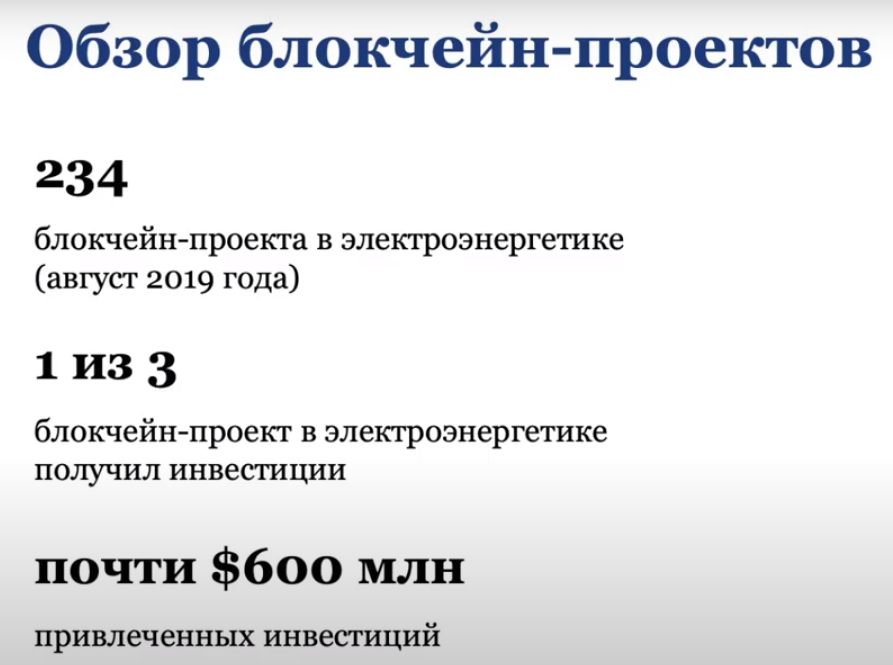 Обзор блокчейн-проектов
234
блокчейн-проекта в электроэнергетике
(август 2019 года)
1 из 3
блокчейн-проект в электроэнергетике
получил инвестиции
почти $600 млн
привлеченных инвестиций